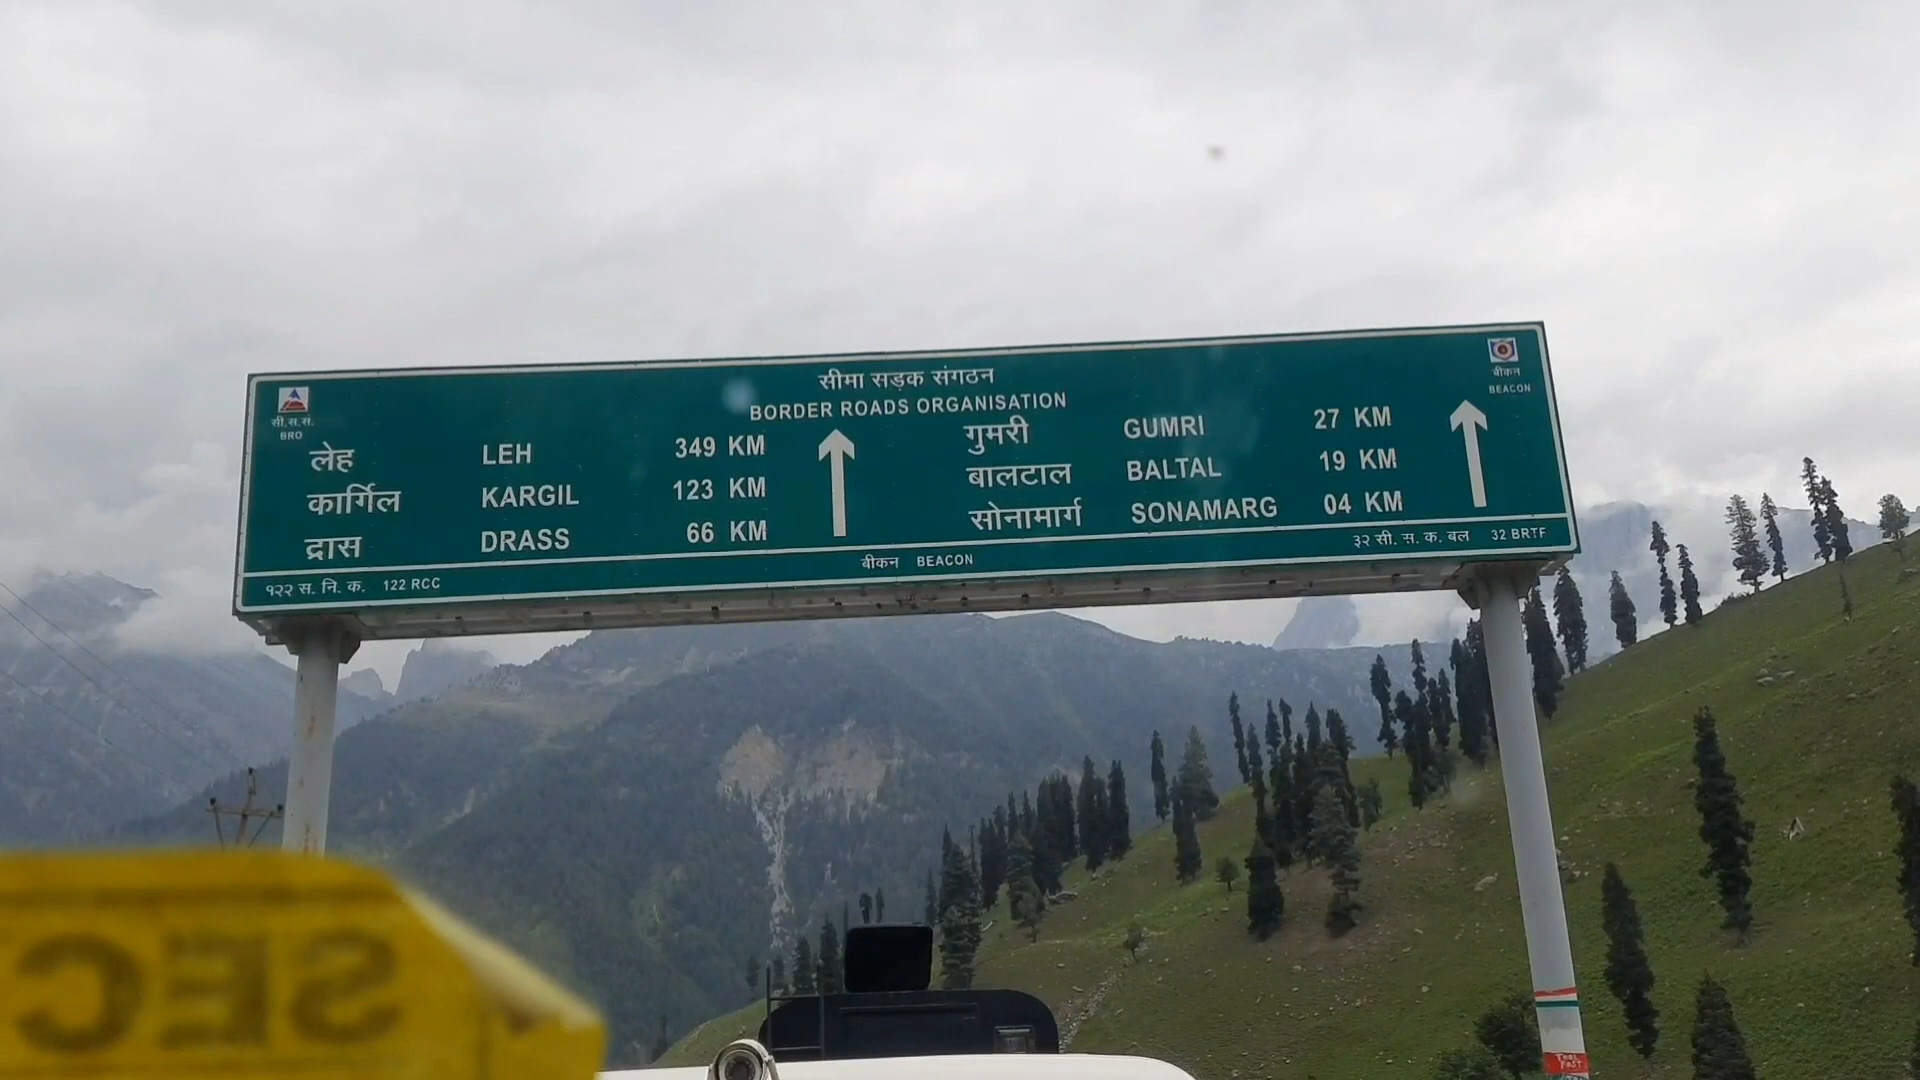 सीमा सड़क संगठन
BORDER ROADS ORGANISATION
सी.स.स.
BRO
बीकन
BEACON
लेह LEH 349 KM
कार्गिल KARGIL 123 KM
द्रास DRASS 66 KM
गुमरी GUMRI 27 KM
बालटाल BALTAL 19 KM
सोनामार्ग SONAMARG 04 KM
१२२ स. नि. क. 122 RCC
बीकन BEACON
३२ सी. स. क. बल 32 BRTF
SEC